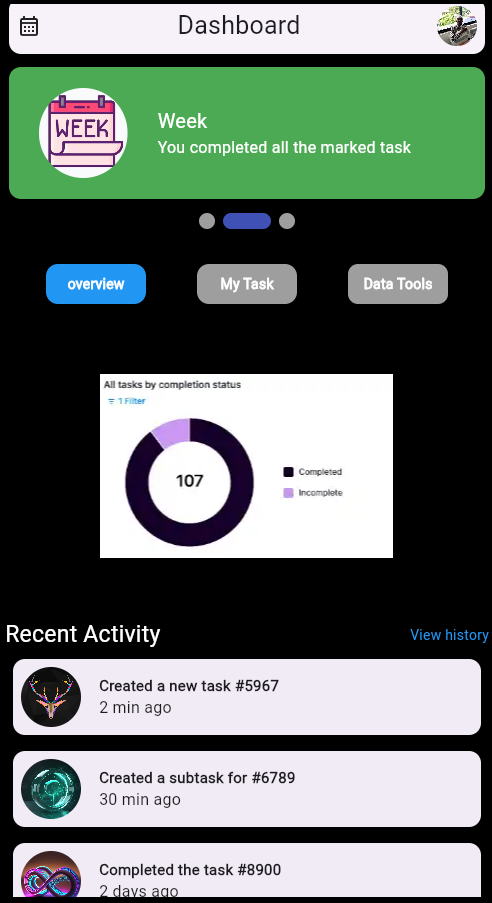 Dashboard
WEEK
Week
You completed all the marked task
overview
My Task
Data Tools
All tasks by completion status
1 Filter
107
Completed
Incomplete
Recent Activity
View history
Created a new task #5967
2 min ago
Created a subtask for #6789
30 min ago
Completed the task #8900
2 days ago